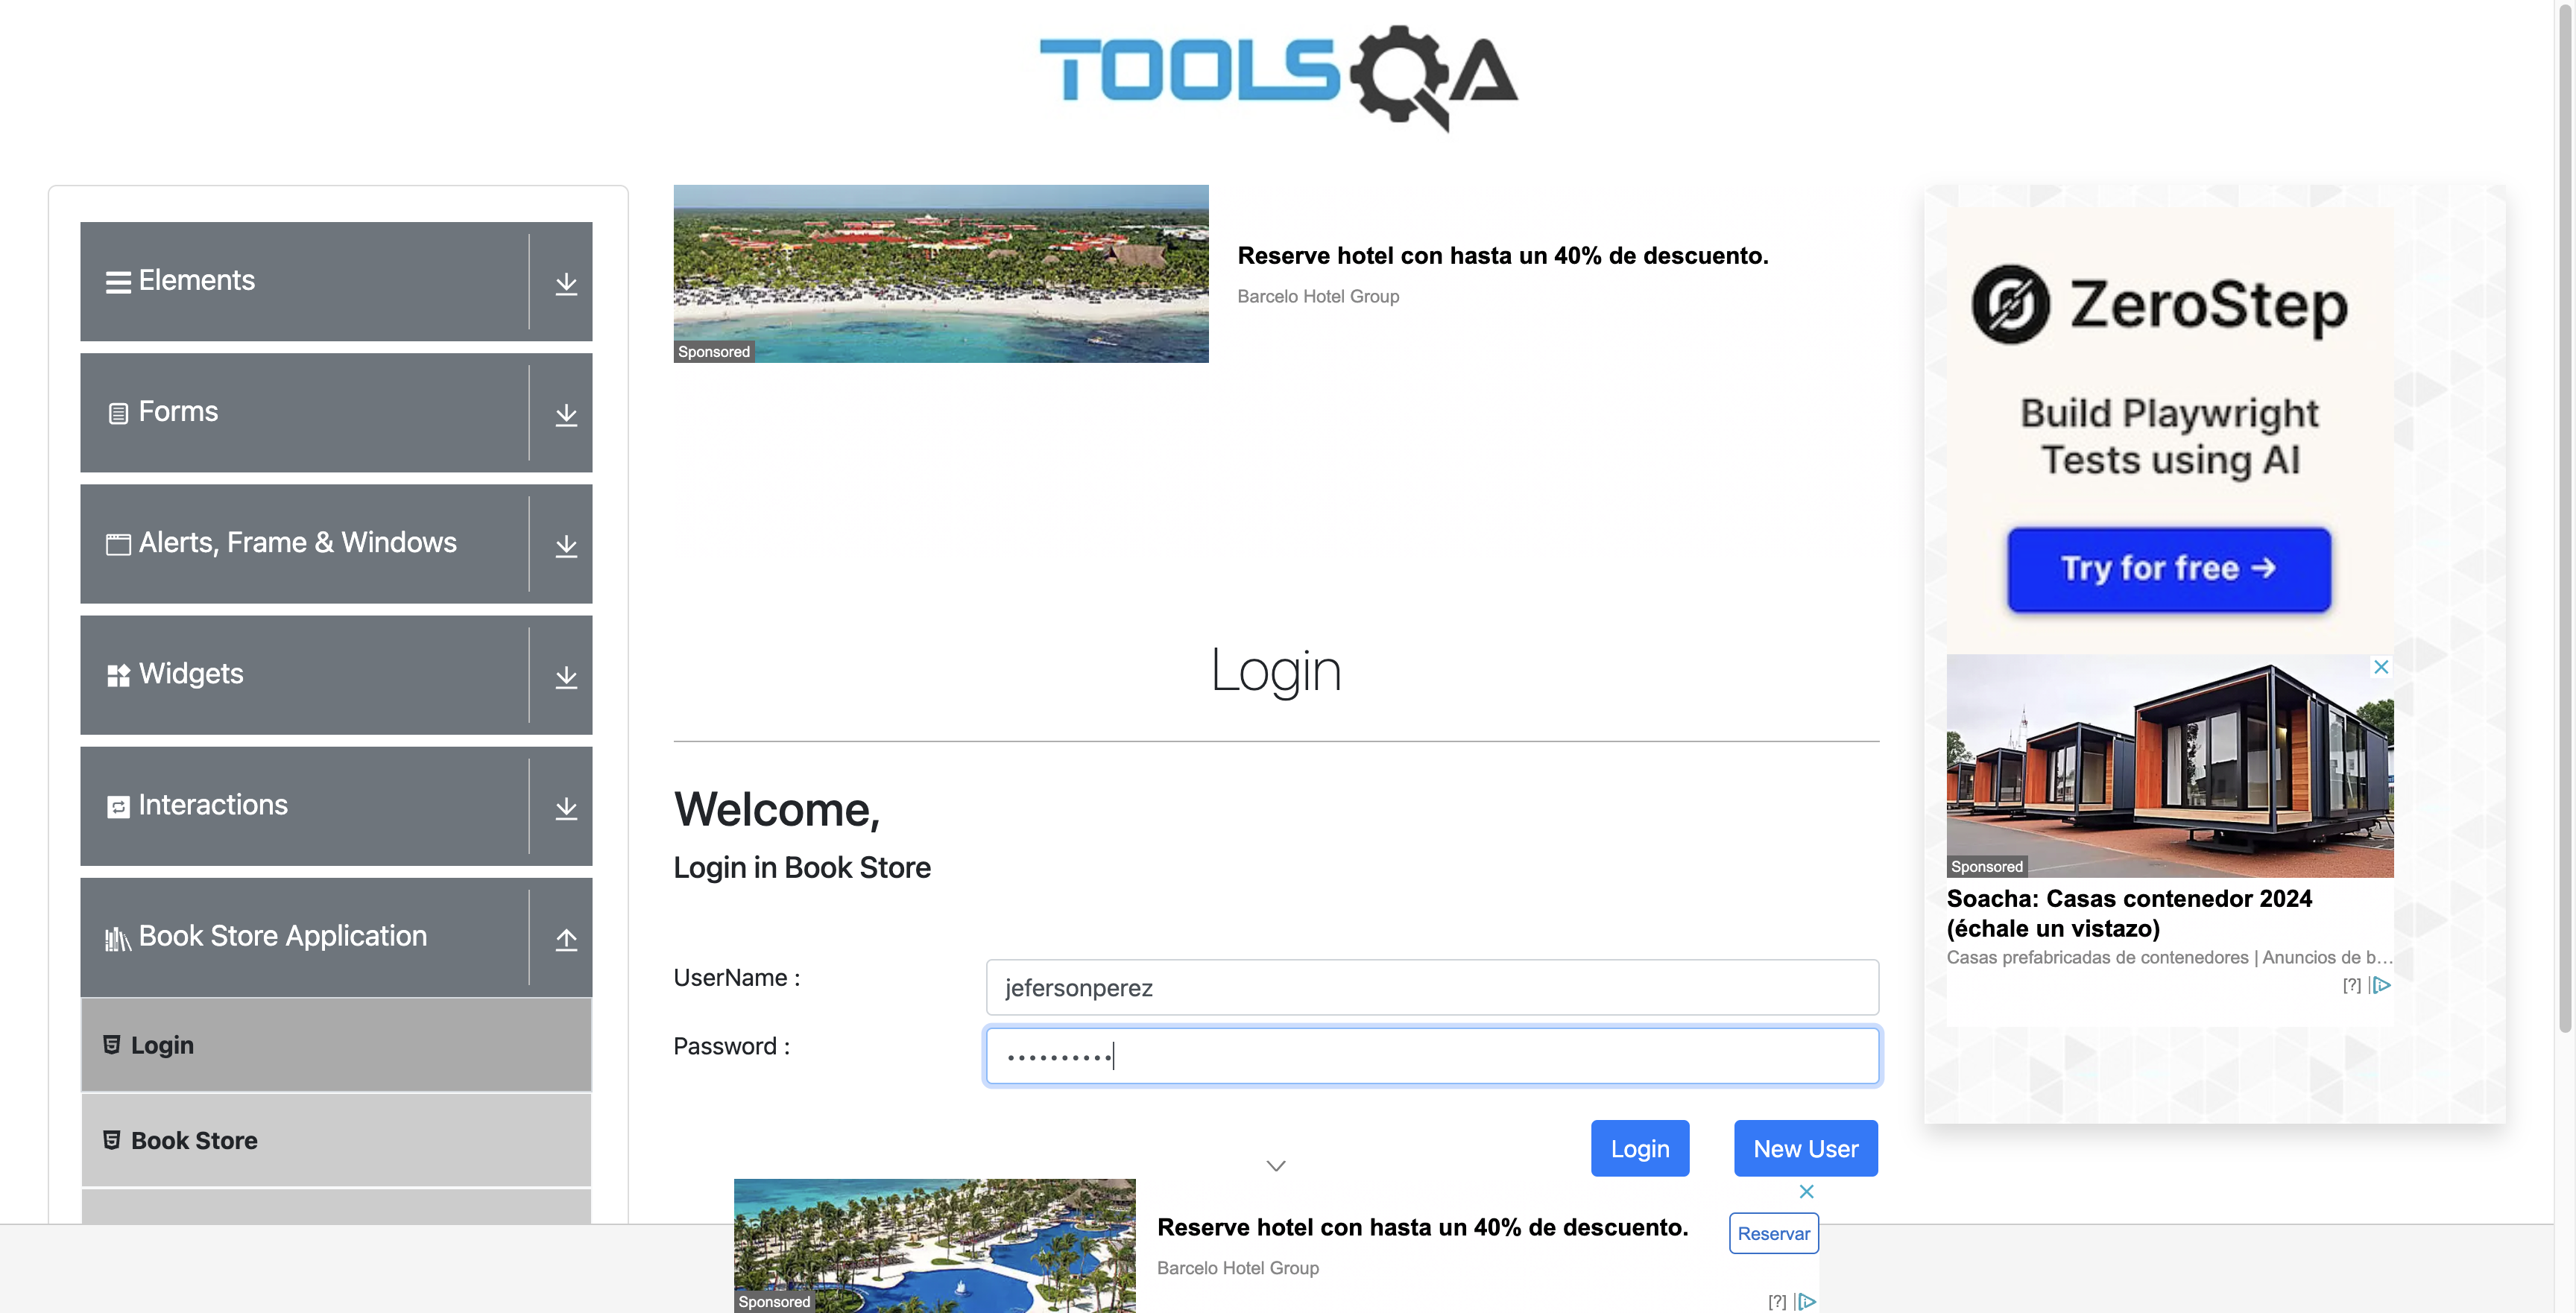 TOOLSQA
Elements
Forms
Alerts, Frame & Windows
Widgets
Interactions
Book Store Application
Login
Book Store
Sponsored
Reserve hotel con hasta un 40% de descuento.
Barcelo Hotel Group
Login
Welcome,
Login in Book Store
UserName :
jefersonperez
Password :
••••••••••
Login
New User
Sponsored
Reserve hotel con hasta un 40% de descuento.
Barcelo Hotel Group
Reservar
[?]
ZeroStep
Build Playwright
Tests using AI
Try for free →
Sponsored
Soacha: Casas contenedor 2024
(échale un vistazo)
Casas prefabricadas de contenedores | Anuncios de b...
[?]